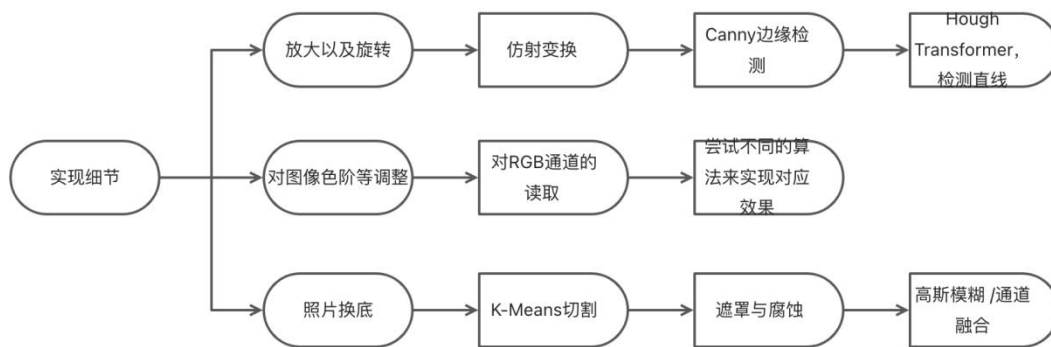 放大以及旋转
仿射变换
Canny边缘检
测
Hough
Transformer，
检测直线
实现细节
对图像色阶等调整
对RGB通道的
读取
尝试不同的算
法来实现对应
效果
照片换底
K-Means切割
遮罩与腐蚀
高斯模糊 /通道
融合